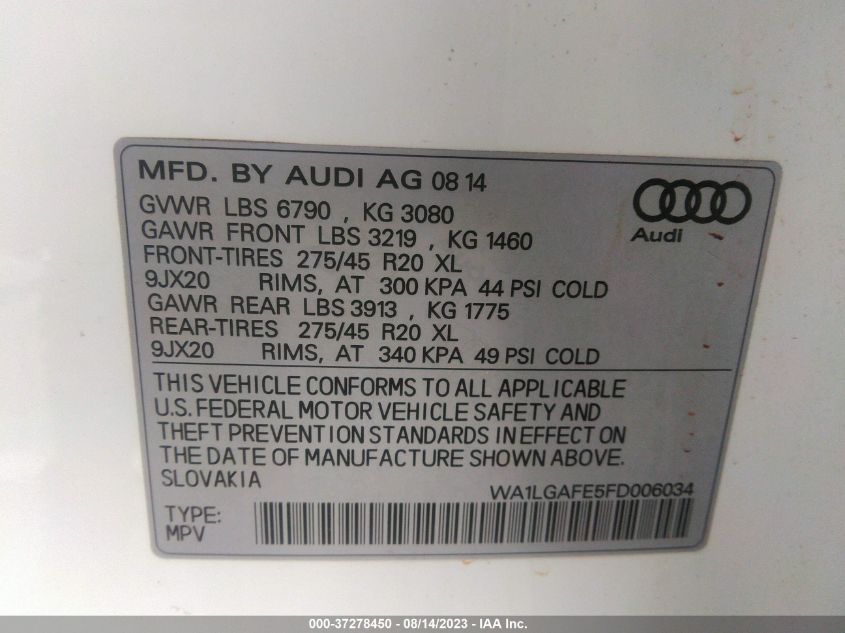 MFD. BY AUDI AG 08 14
GVWR LBS 6790 , KG 3080
GAWR FRONT LBS 3219 , KG 1460
FRONT-TIRES 275/45 R20 XL
9JX20 RIMS, AT 300 KPA 44 PSI COLD
GAWR REAR LBS 3913 , KG 1775
REAR-TIRES 275/45 R20 XL
9JX20 RIMS, AT 340 KPA 49 PSI COLD
Audi
THIS VEHICLE CONFORMS TO ALL APPLICABLE
U.S. FEDERAL MOTOR VEHICLE SAFETY AND
THEFT PREVENTION STANDARDS IN EFFECT ON
THE DATE OF MANUFACTURE SHOWN ABOVE.
SLOVAKIA
WA1LGAFE5FD006034
TYPE:
MPV
000-37278450 - 08/14/2023 - IAA Inc.